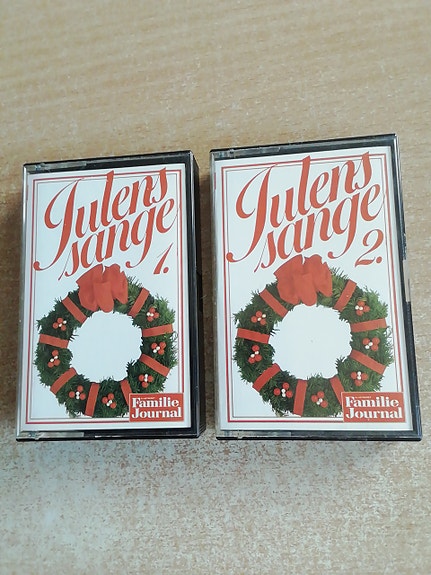 Julens
sange
1.
Familie
Journal
Julens
sange
2.
Familie
Journal